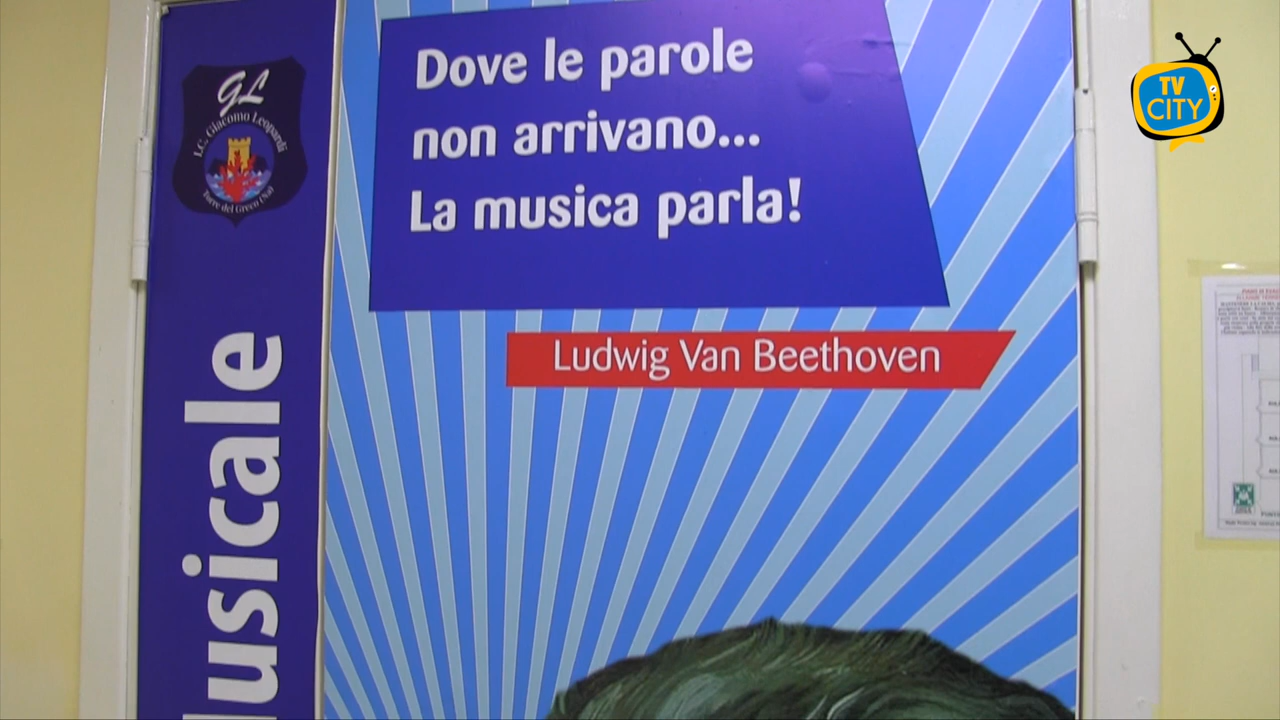 GL
I.C. Giacomo Leopardi
Torre del Greco (Na)
usicale
Dove le parole
non arrivano...
La musica parla!
Ludwig Van Beethoven
TV
CITY